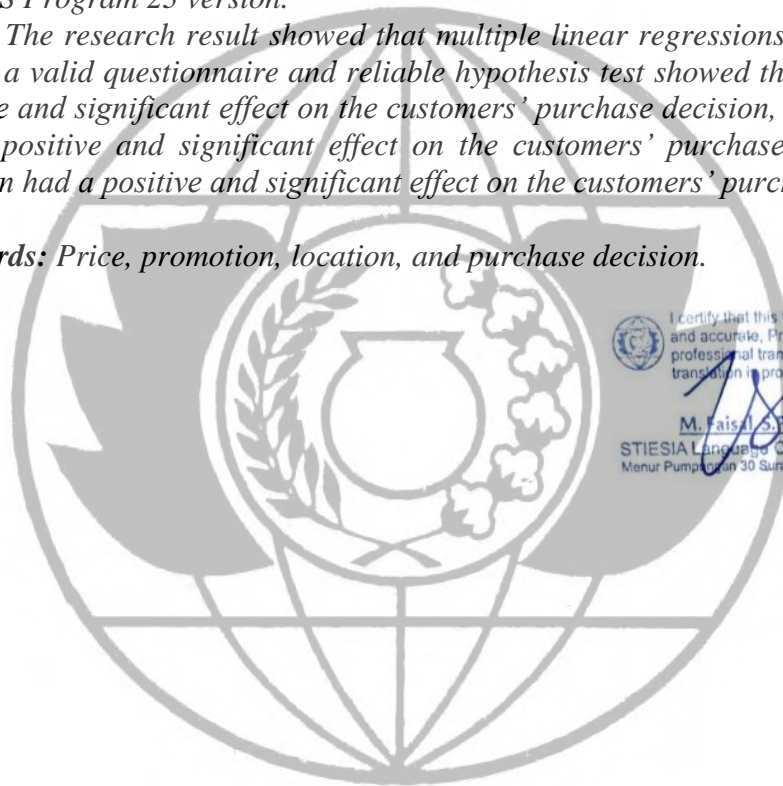 S Program 25 version.
The research result showed that multiple linear regressions
a valid questionnaire and reliable hypothesis test showed th
e and significant effect on the customers' purchase decision,
positive and significant effect on the customers' purchase
n had a positive and significant effect on the customers' purch
rds: Price, promotion, location, and purchase decision.
I certify that this
and accurate, Pr
professional tran
translation is pro
M. Faisal, S.P
STIESIA Language C
Menur Pumpungan 30 Sura